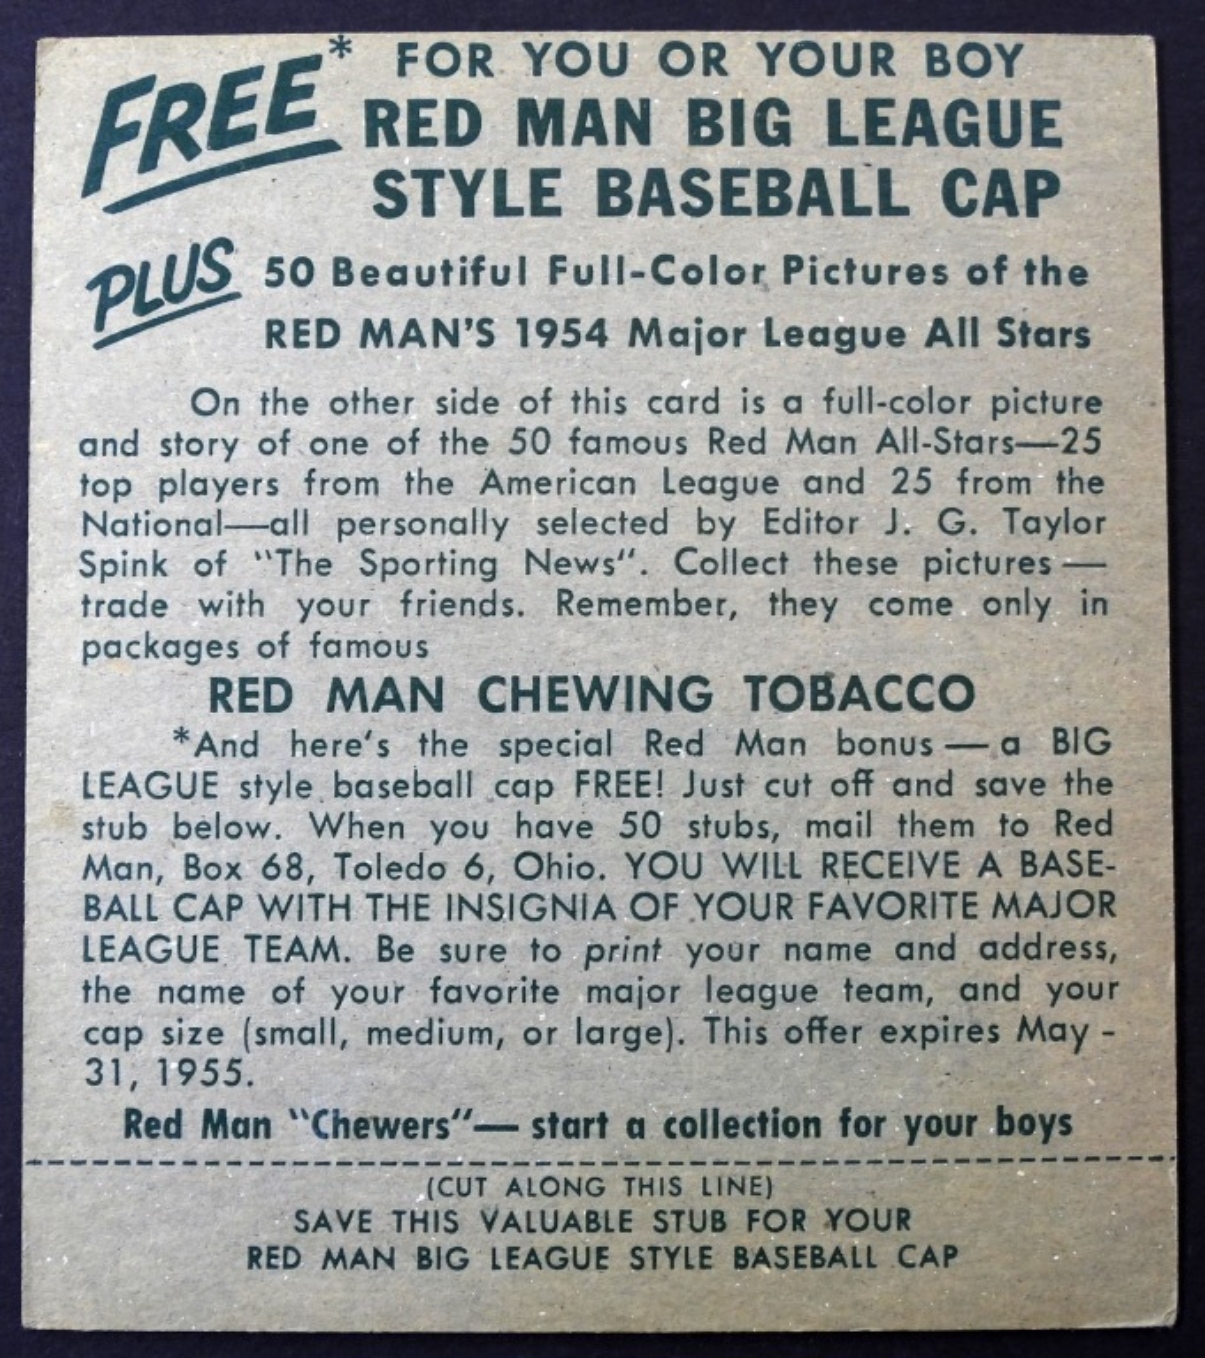 FREE* FOR YOU OR YOUR BOY
RED MAN BIG LEAGUE
STYLE BASEBALL CAP
PLUS 50 Beautiful Full-Color Pictures of the
RED MAN'S 1954 Major League All Stars
On the other side of this card is a full-color picture
and story of one of the 50 famous Red Man All-Stars—25
top players from the American League and 25 from the
National—all personally selected by Editor J. G. Taylor
Spink of "The Sporting News". Collect these pictures —
trade with your friends. Remember, they come only in
packages of famous
RED MAN CHEWING TOBACCO
*And here's the special Red Man bonus — a BIG
LEAGUE style baseball cap FREE! Just cut off and save the
stub below. When you have 50 stubs, mail them to Red
Man, Box 68, Toledo 6, Ohio. YOU WILL RECEIVE A BASE-
BALL CAP WITH THE INSIGNIA OF YOUR FAVORITE MAJOR
LEAGUE TEAM. Be sure to print your name and address,
the name of your favorite major league team, and your
cap size (small, medium, or large). This offer expires May -
31, 1955.
Red Man "Chewers"— start a collection for your boys
(CUT ALONG THIS LINE)
SAVE THIS VALUABLE STUB FOR YOUR
RED MAN BIG LEAGUE STYLE BASEBALL CAP